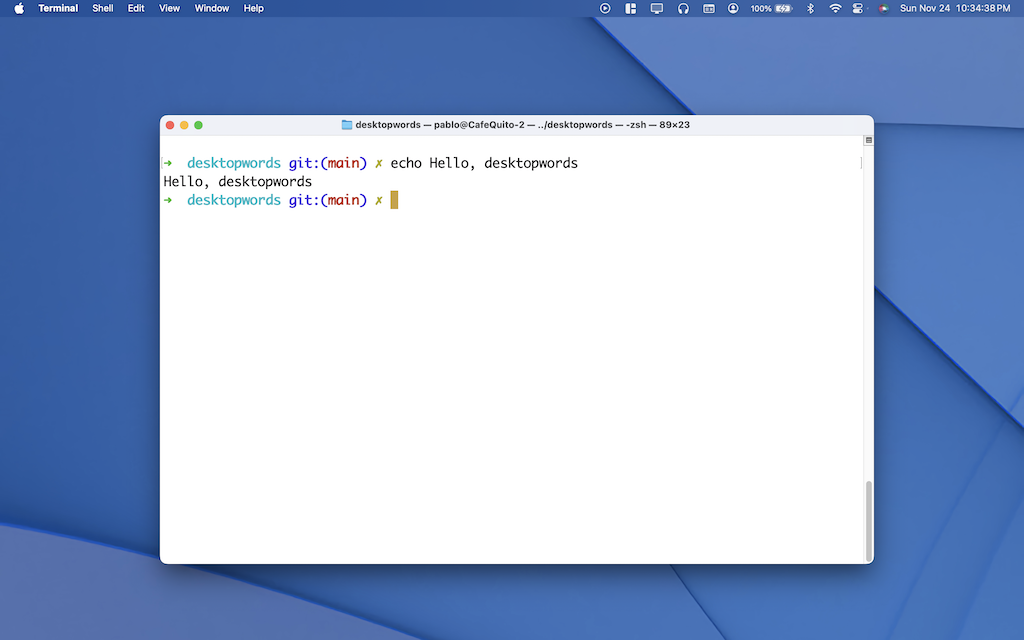 Terminal Shell Edit View Window Help 100% Sun Nov 24 10:34:38 PM
desktopwords — pablo@CafeQuito-2 — ../desktopwords — -zsh — 89×23
➜ desktopwords git:(main) ✗ echo Hello, desktopwords
Hello, desktopwords
➜ desktopwords git:(main) ✗